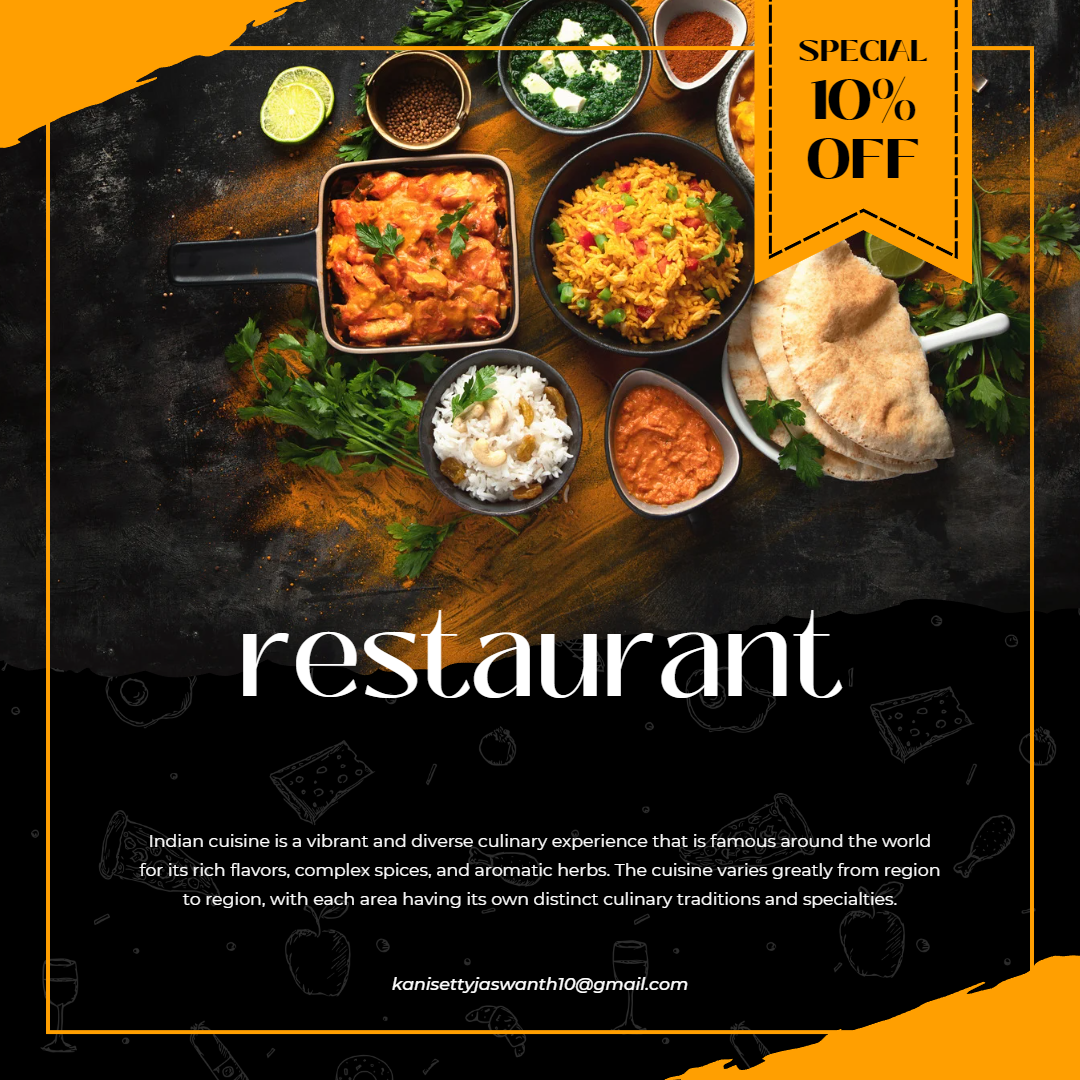 SPECIAL
10%
OFF
restaurant
Indian cuisine is a vibrant and diverse culinary experience that is famous around the world
for its rich flavors, complex spices, and aromatic herbs. The cuisine varies greatly from region
to region, with each area having its own distinct culinary traditions and specialties.
kanisettyjaswanth10@gmail.com